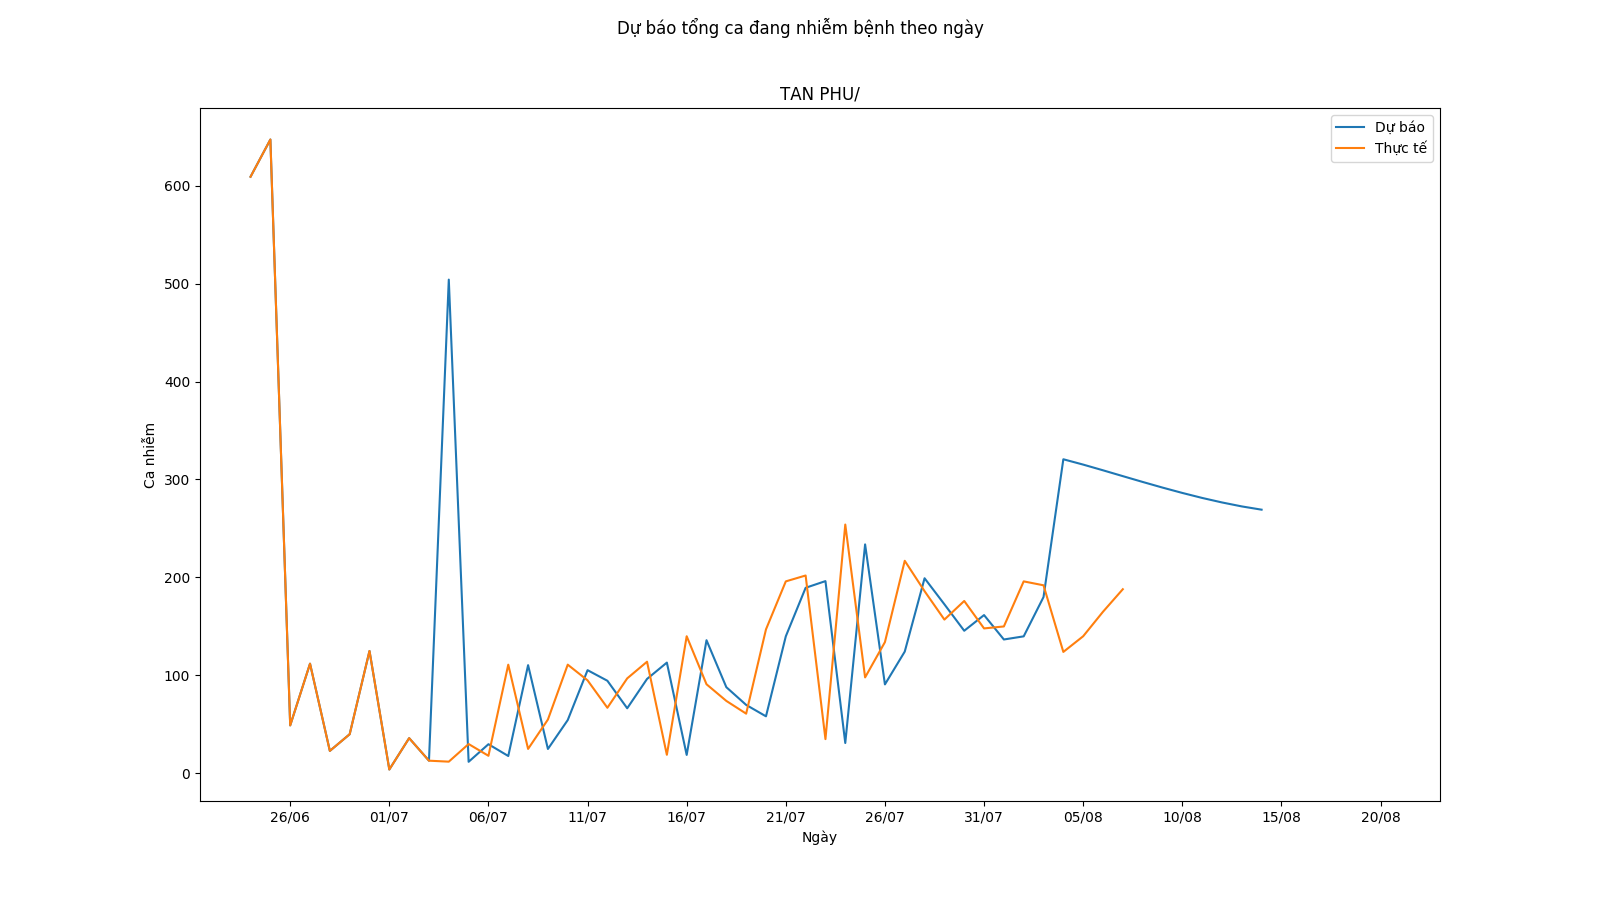 Dự báo tổng ca đang nhiễm bệnh theo ngày
TAN PHU/
Dự báo
Thực tế
600
500
400
300
200
100
0
Ca nhiễm
26/06 01/07 06/07 11/07 16/07 21/07 26/07 31/07 05/08 10/08 15/08 20/08
Ngày